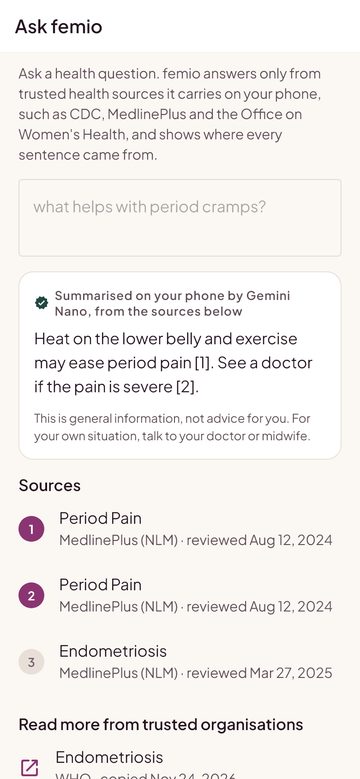 Ask femio
Ask a health question. femio answers only from
trusted health sources it carries on your phone,
such as CDC, MedlinePlus and the Office on
Women's Health, and shows where every
sentence came from.
what helps with period cramps?
Summarised on your phone by Gemini
Nano, from the sources below
Heat on the lower belly and exercise
may ease period pain [1]. See a doctor
if the pain is severe [2].
This is general information, not advice for you. For
your own situation, talk to your doctor or midwife.
Sources
1
Period Pain
MedlinePlus (NLM) · reviewed Aug 12, 2024
2
Period Pain
MedlinePlus (NLM) · reviewed Aug 12, 2024
3
Endometriosis
MedlinePlus (NLM) · reviewed Mar 27, 2025
Read more from trusted organisations
Endometriosis
WHO · copied Nov 24, 2026